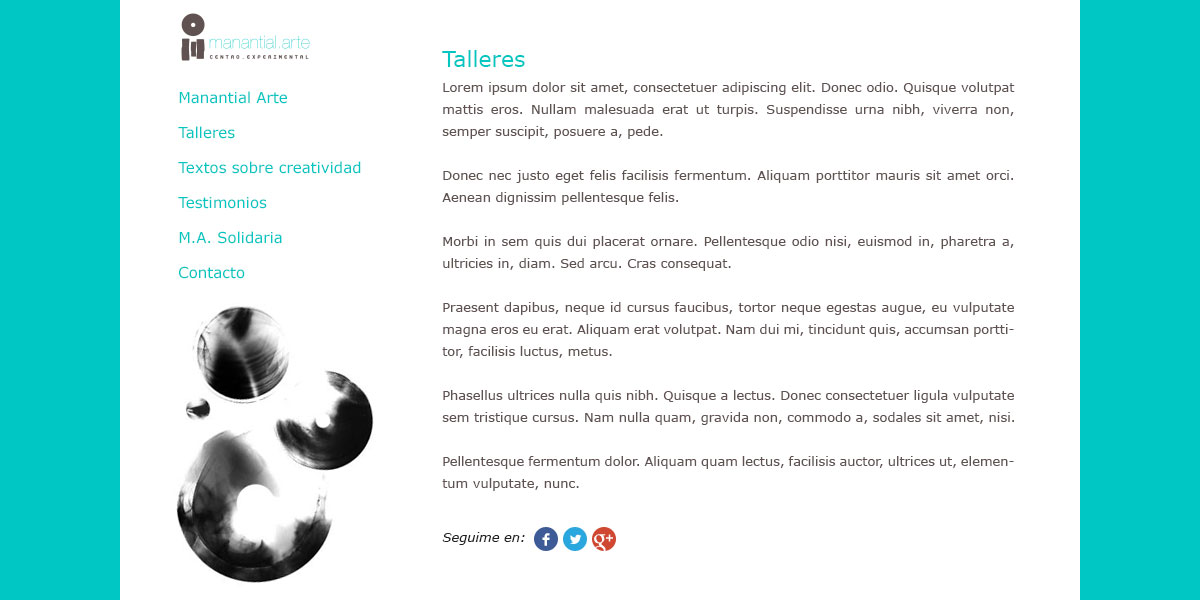 manantial.arte
CENTRO.EXPERIMENTAL
Manantial Arte
Talleres
Textos sobre creatividad
Testimonios
M.A. Solidaria
Contacto
Talleres
Lorem ipsum dolor sit amet, consectetuer adipiscing elit. Donec odio. Quisque volutpat
mattis eros. Nullam malesuada erat ut turpis. Suspendisse urna nibh, viverra non,
semper suscipit, posuere a, pede.
Donec nec justo eget felis facilisis fermentum. Aliquam porttitor mauris sit amet orci.
Aenean dignissim pellentesque felis.
Morbi in sem quis dui placerat ornare. Pellentesque odio nisi, euismod in, pharetra a,
ultricies in, diam. Sed arcu. Cras consequat.
Praesent dapibus, neque id cursus faucibus, tortor neque egestas augue, eu vulputate
magna eros eu erat. Aliquam erat volutpat. Nam dui mi, tincidunt quis, accumsan portti-
tor, facilisis luctus, metus.
Phasellus ultrices nulla quis nibh. Quisque a lectus. Donec consectetuer ligula vulputate
sem tristique cursus. Nam nulla quam, gravida non, commodo a, sodales sit amet, nisi.
Pellentesque fermentum dolor. Aliquam quam lectus, facilisis auctor, ultrices ut, elemen-
tum vulputate, nunc.
Seguime en: f g+